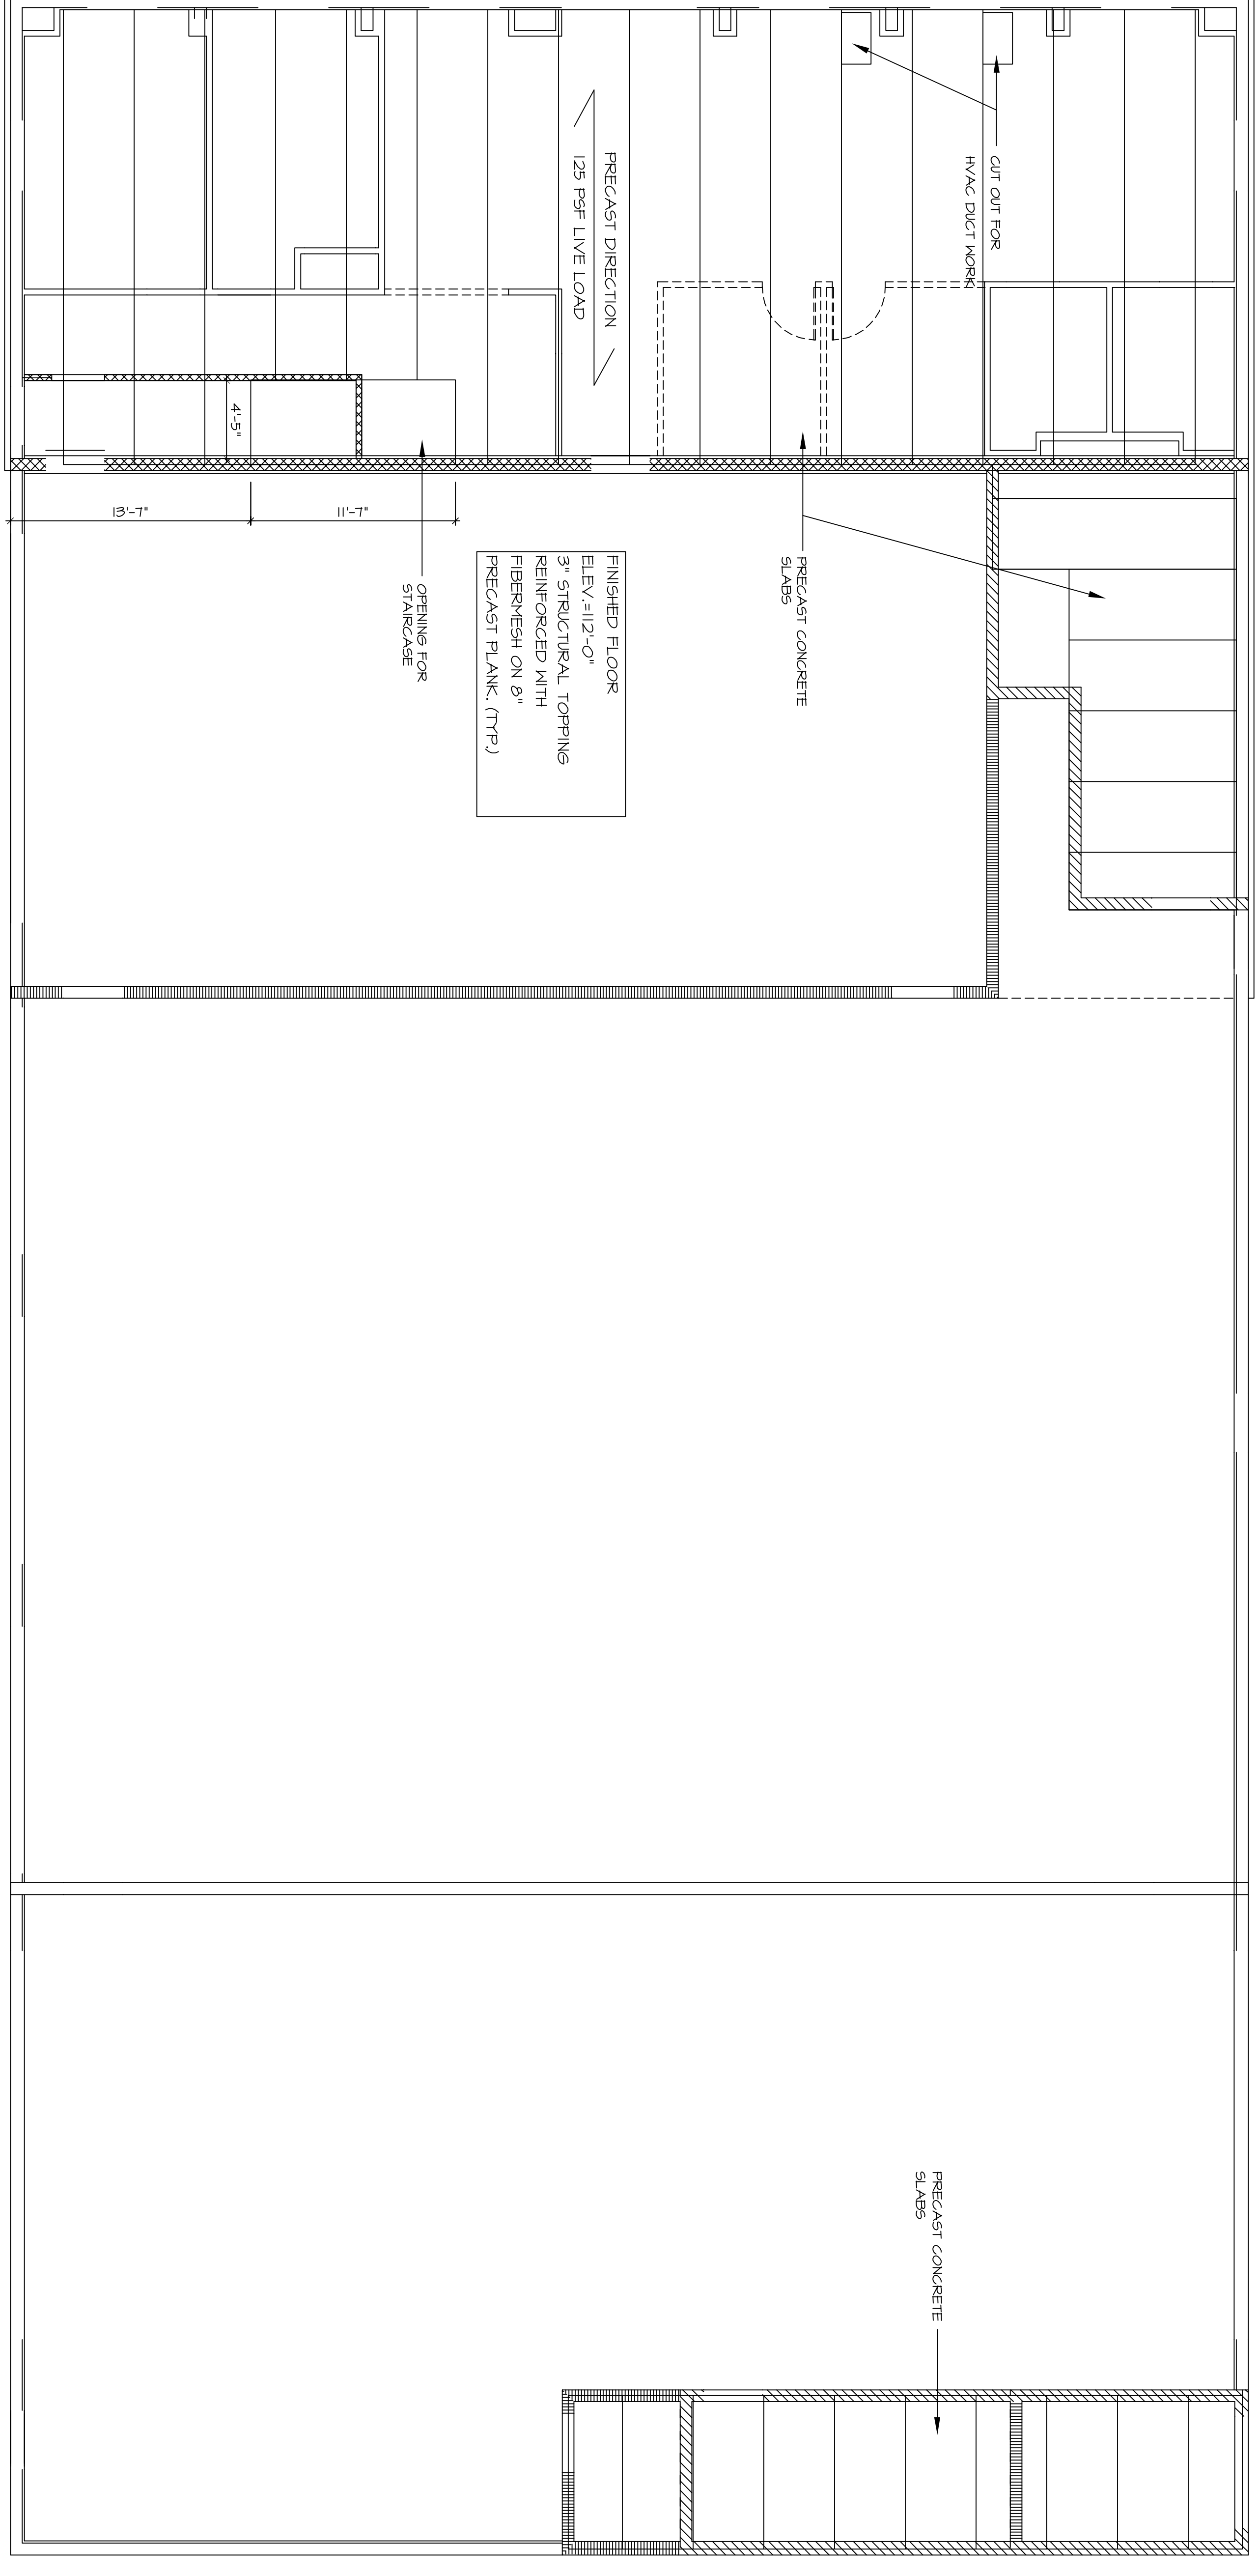 CUT OUT FOR
HVAC DUCT WORK
PRECAST DIRECTION
125 PSF LIVE LOAD
4'-5"
13'-7"
11'-7"
OPENING FOR
STAIRCASE
FINISHED FLOOR
ELEV.=112'-0"
3" STRUCTURAL TOPPING
REINFORCED WITH
FIBERMESH ON 8"
PRECAST PLANK. (TYP.)
PRECAST CONCRETE
SLABS
PRECAST CONCRETE
SLABS